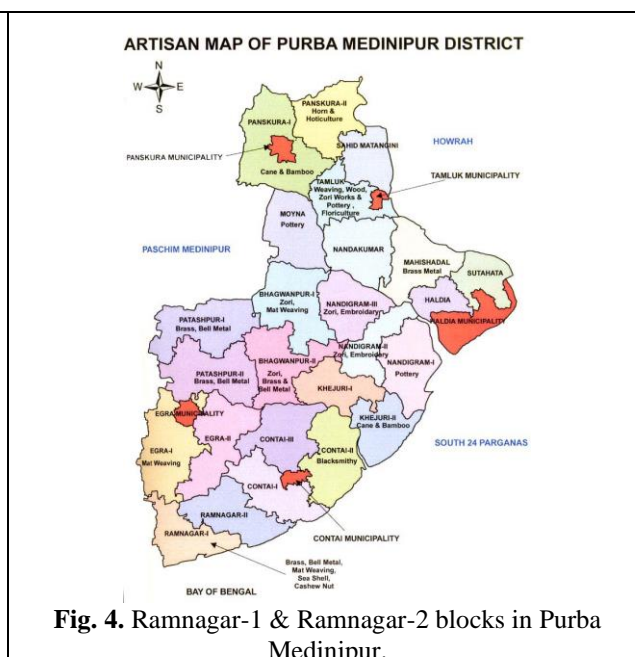 ARTISAN MAP OF PURBA MEDINIPUR DISTRICT
N
W E
S
PANSKURA-II
Horn &
Hoticulture
PANSKURA-I
SAHID MATANGINI
HOWRAH
PANSKURA MUNICIPALITY
Cane & Bamboo
TAMLUK
Weaving, Wood,
Zori Works &
Pottery ,
Floriculture
TAMLUK MUNICIPALITY
MOYNA
Pottery
PASCHIM MEDINIPUR
NANDAKUMAR
MAHISHADAL
Brass Metal
SUTAHATA
HALDIA
HALDIA MUNICIPALITY
BHAGWANPUR-I
Zori,
Mat Weaving
NANDIGRAM-III
Zori, Embroidary
PATASHPUR-I
Brass, Bell Metal
NANDIGRAM-II
Zori, Embroidary
NANDIGRAM-I
Pottery
PATASHPUR-II
Brass, Bell Metal
BHAGWANPUR-II
Zori,
Brass &
Bell Metal
KHEJURI-I
EGRA MUNICIPALITY
KHEJURI-II
Cane & Bamboo
EGRA-I
Mat Weaving
EGRA-II
CONTAI-III
CONTAI-II
Blacksmithy
SOUTH 24 PARGANAS
CONTAI-I
RAMNAGAR-II
RAMNAGAR-I
CONTAI MUNICIPALITY
Brass, Bell Metal,
Mat Weaving,
Sea Shell,
Cashew Nut
BAY OF BENGAL
Fig. 4. Ramnagar-1 & Ramnagar-2 blocks in Purba
Medinipur.